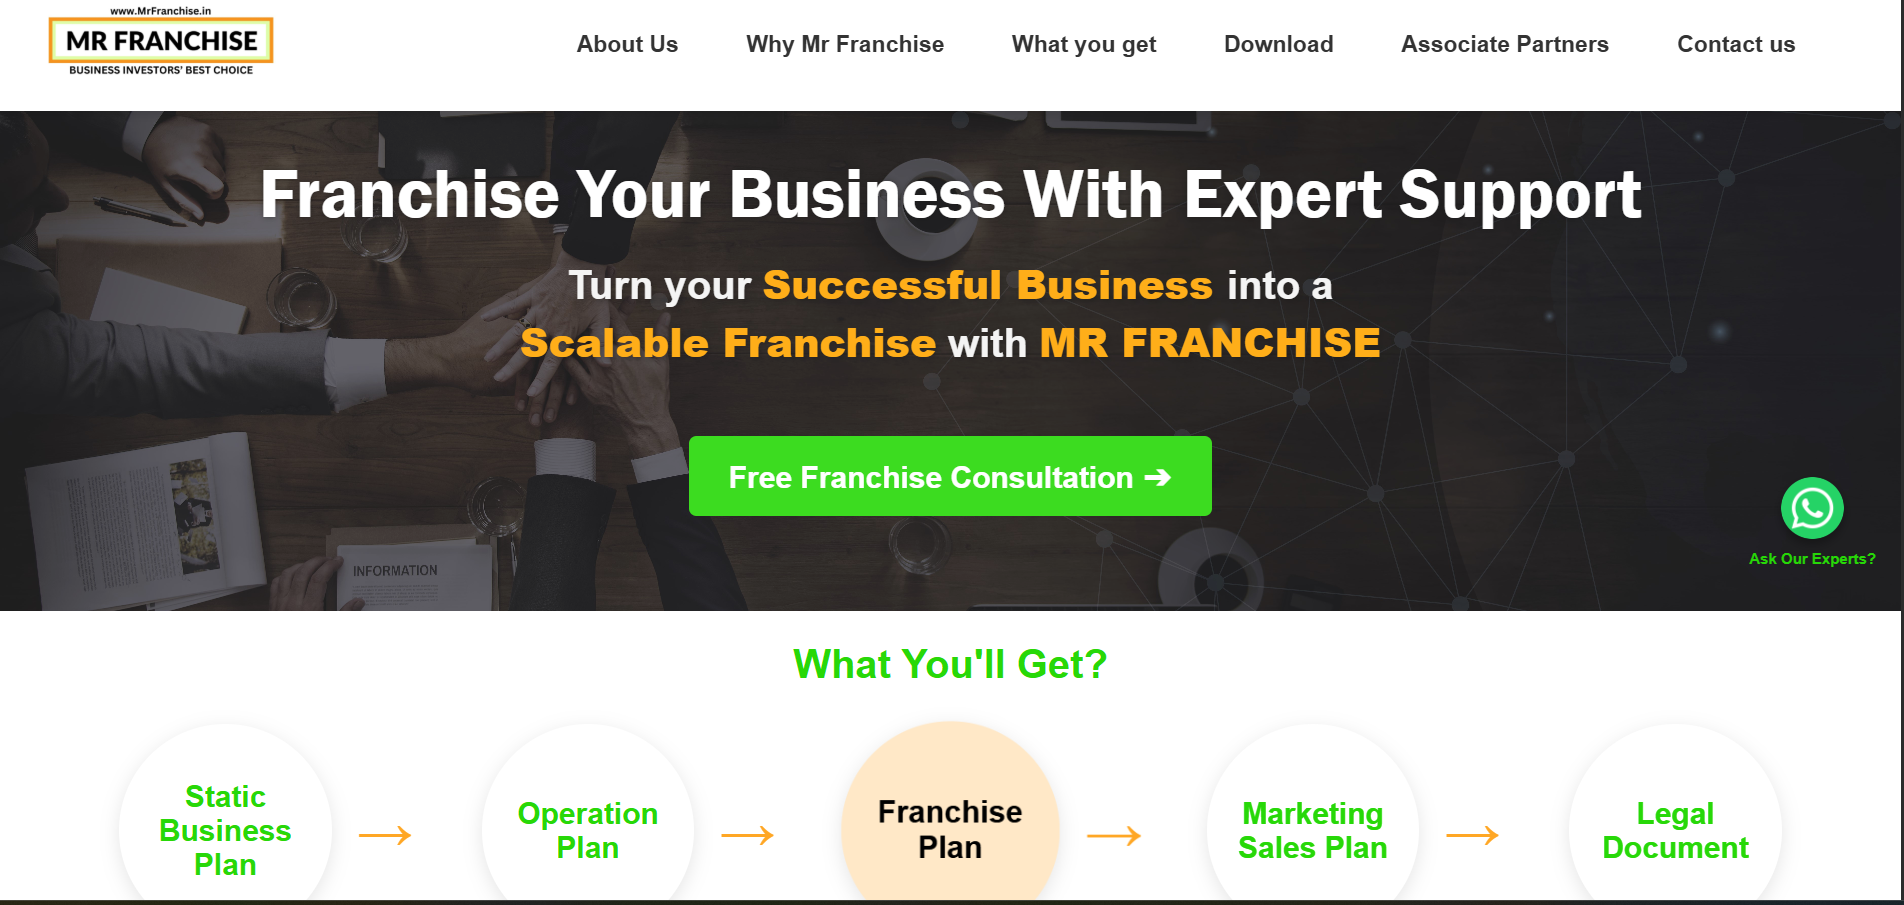 www.MrFranchise.in
MR FRANCHISE
BUSINESS INVESTORS' BEST CHOICE
About Us
Why Mr Franchise
What you get
Download
Associate Partners
Contact us
Franchise Your Business With Expert Support
Turn your Successful Business into a
Scalable Franchise with MR FRANCHISE
Free Franchise Consultation ➔
INFORMATION
Ask Our Experts?
What You'll Get?
Static
Business
Plan
→
Operation
Plan
→
Franchise
Plan
→
Marketing
Sales Plan
→
Legal
Document